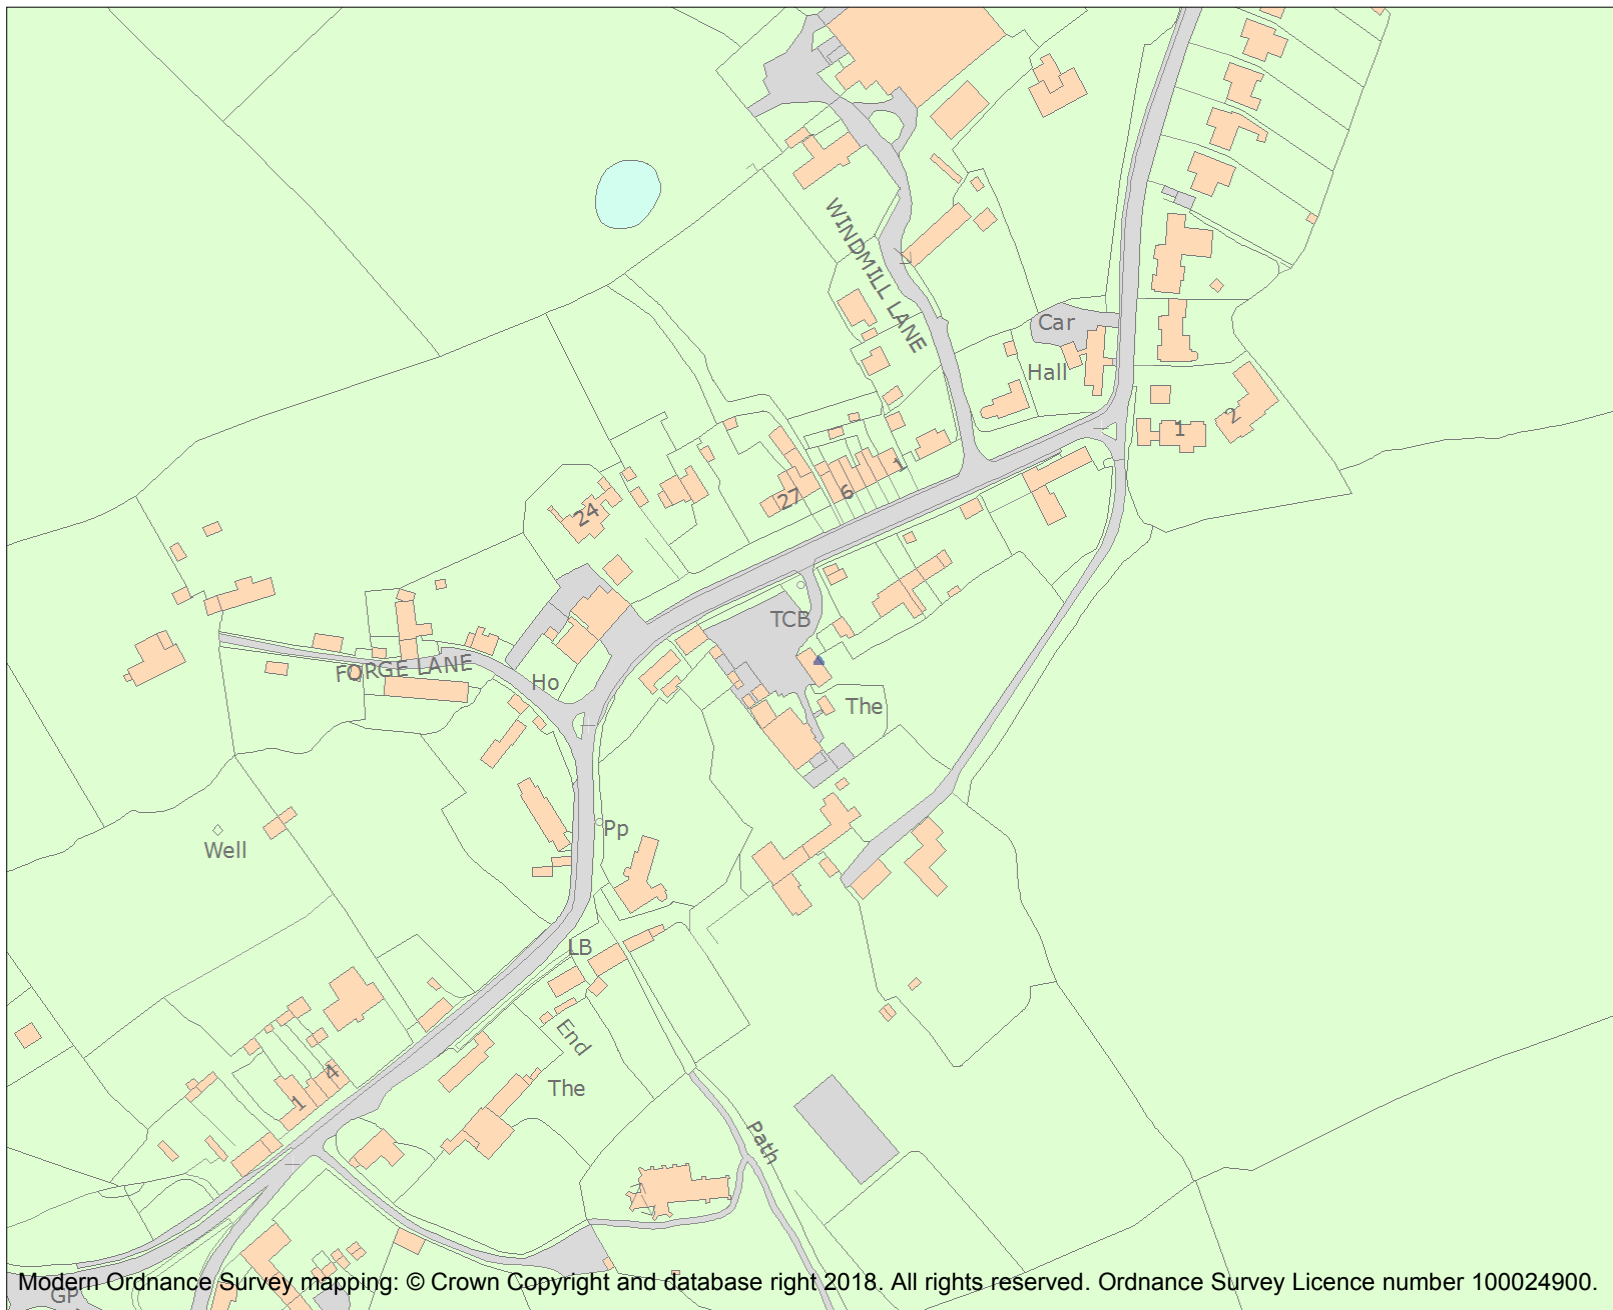 WINDMILL LANE
Car
Hall
2
1
1
6
27
24
TCB
FORGE LANE
Ho
The
Pp
Well
LB
End
4
The
1
Path
Modern Ordnance Survey mapping: © Crown Copyright and database right 2018. All rights reserved. Ordnance Survey Licence number 100024900.
GP